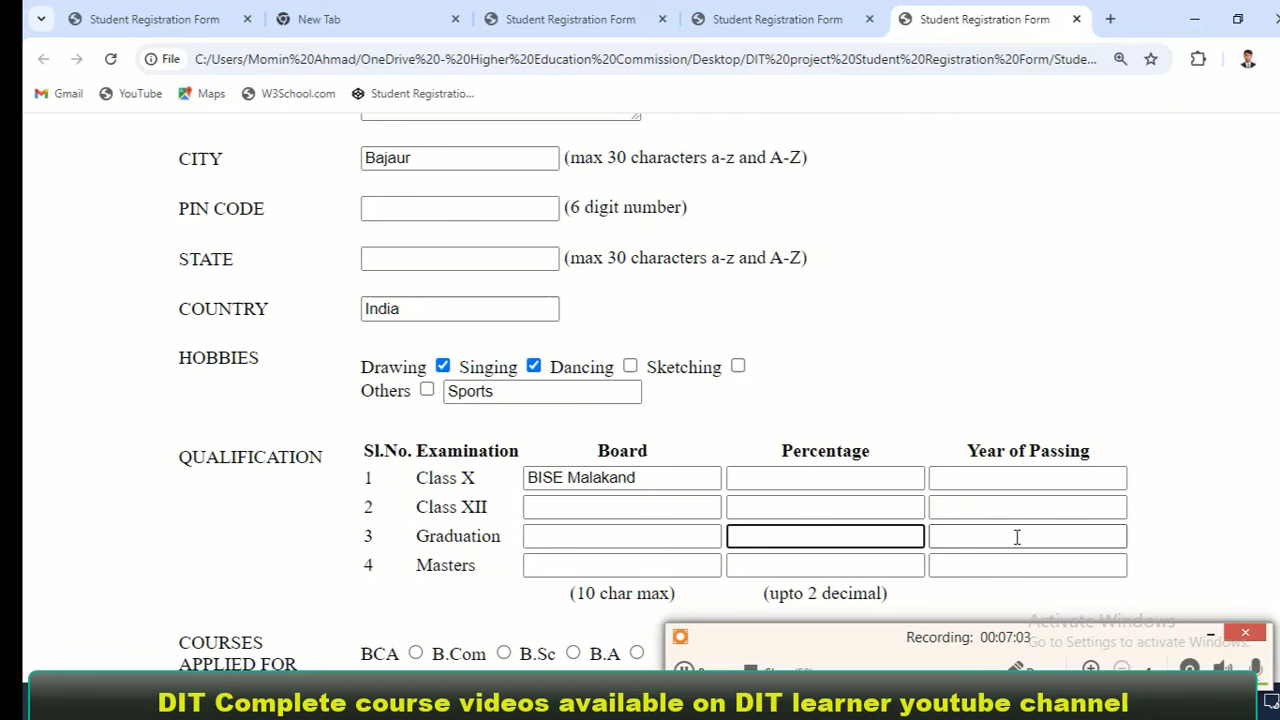 Student Registration Form
New Tab
Student Registration Form
Student Registration Form
Student Registration Form
File C:/Users/Momin%20Ahmad/OneDrive%20-%20Higher%20Education%20Commission/Desktop/DIT%20project%20Student%20Registration%20Form/Stude...
Gmail YouTube Maps W3School.com Student Registratio...
CITY Bajaur (max 30 characters a-z and A-Z)
PIN CODE (6 digit number)
STATE (max 30 characters a-z and A-Z)
COUNTRY India
HOBBIES Drawing Singing Dancing Sketching
Others Sports
QUALIFICATION Sl.No. Examination Board Percentage Year of Passing
1 Class X BISE Malakand
2 Class XII
3 Graduation
4 Masters
(10 char max) (upto 2 decimal)
Activate Windows
Go to Settings to activate Windows.
Recording: 00:07:03
COURSES
APPLIED FOR BCA B.Com B.Sc B.A
DIT Complete course videos available on DIT learner youtube channel